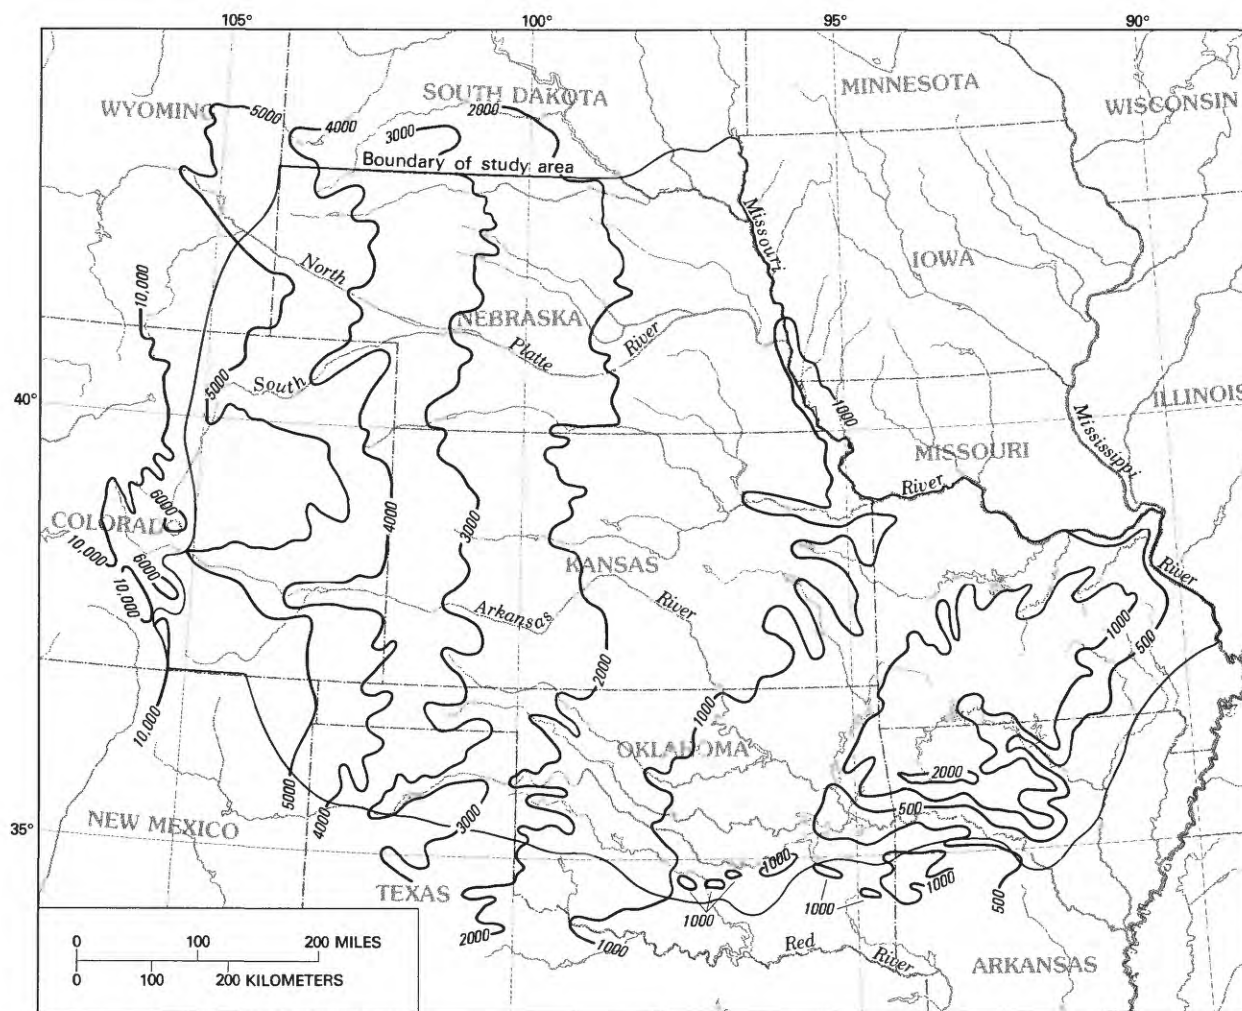 105° 100° 95° 90°
WYOMING
5000
SOUTH DAKOTA
MINNESOTA
WISCONSIN
4000
3000
2000
Boundary of study area
Missouri
IOWA
10,000
North
NEBRASKA
Platte
River
5000
South
40°
1000
ILLINOIS
Mississippi
MISSOURI
River
6000
COLORADO
4000
3000
10,000
6000
10,000
KANSAS
River
Arkansas
River
1000
500
2000
10,000
1000
OKLAHOMA
2000
5000
4000
500
35°
NEW MEXICO
3000
1000
TEXAS
1000
1000
1000
500
2000
1000
Red
River
ARKANSAS
0 100 200 MILES
0 100 200 KILOMETERS